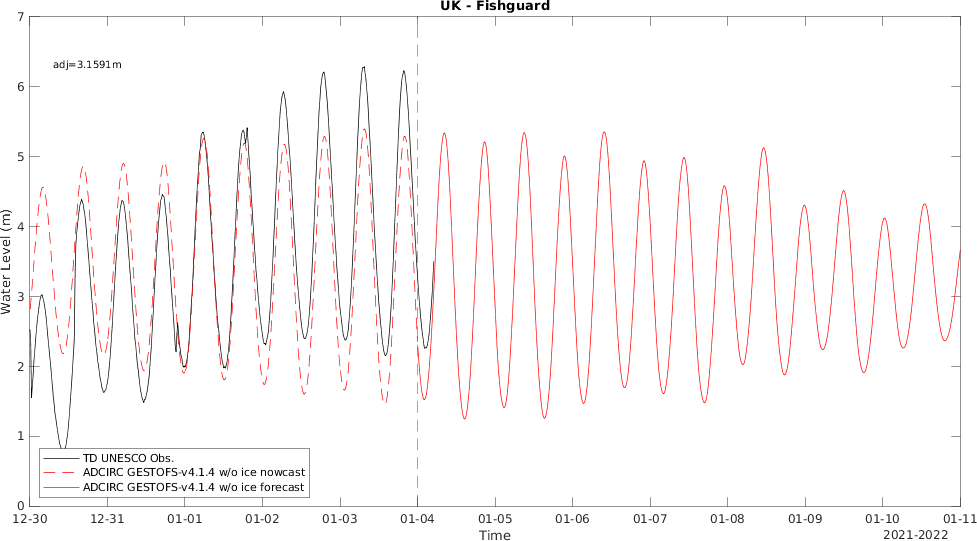 UK - Fishguard
7
6
5
4
3
2
1
0
Water Level (m)
adj=3.1591m
TD UNESCO Obs.
ADCIRC GESTOFS-v4.1.4 w/o ice nowcast
ADCIRC GESTOFS-v4.1.4 w/o ice forecast
12-30 12-31 01-01 01-02 01-03 01-04 01-05 01-06 01-07 01-08 01-09 01-10 01-11
Time
2021-2022